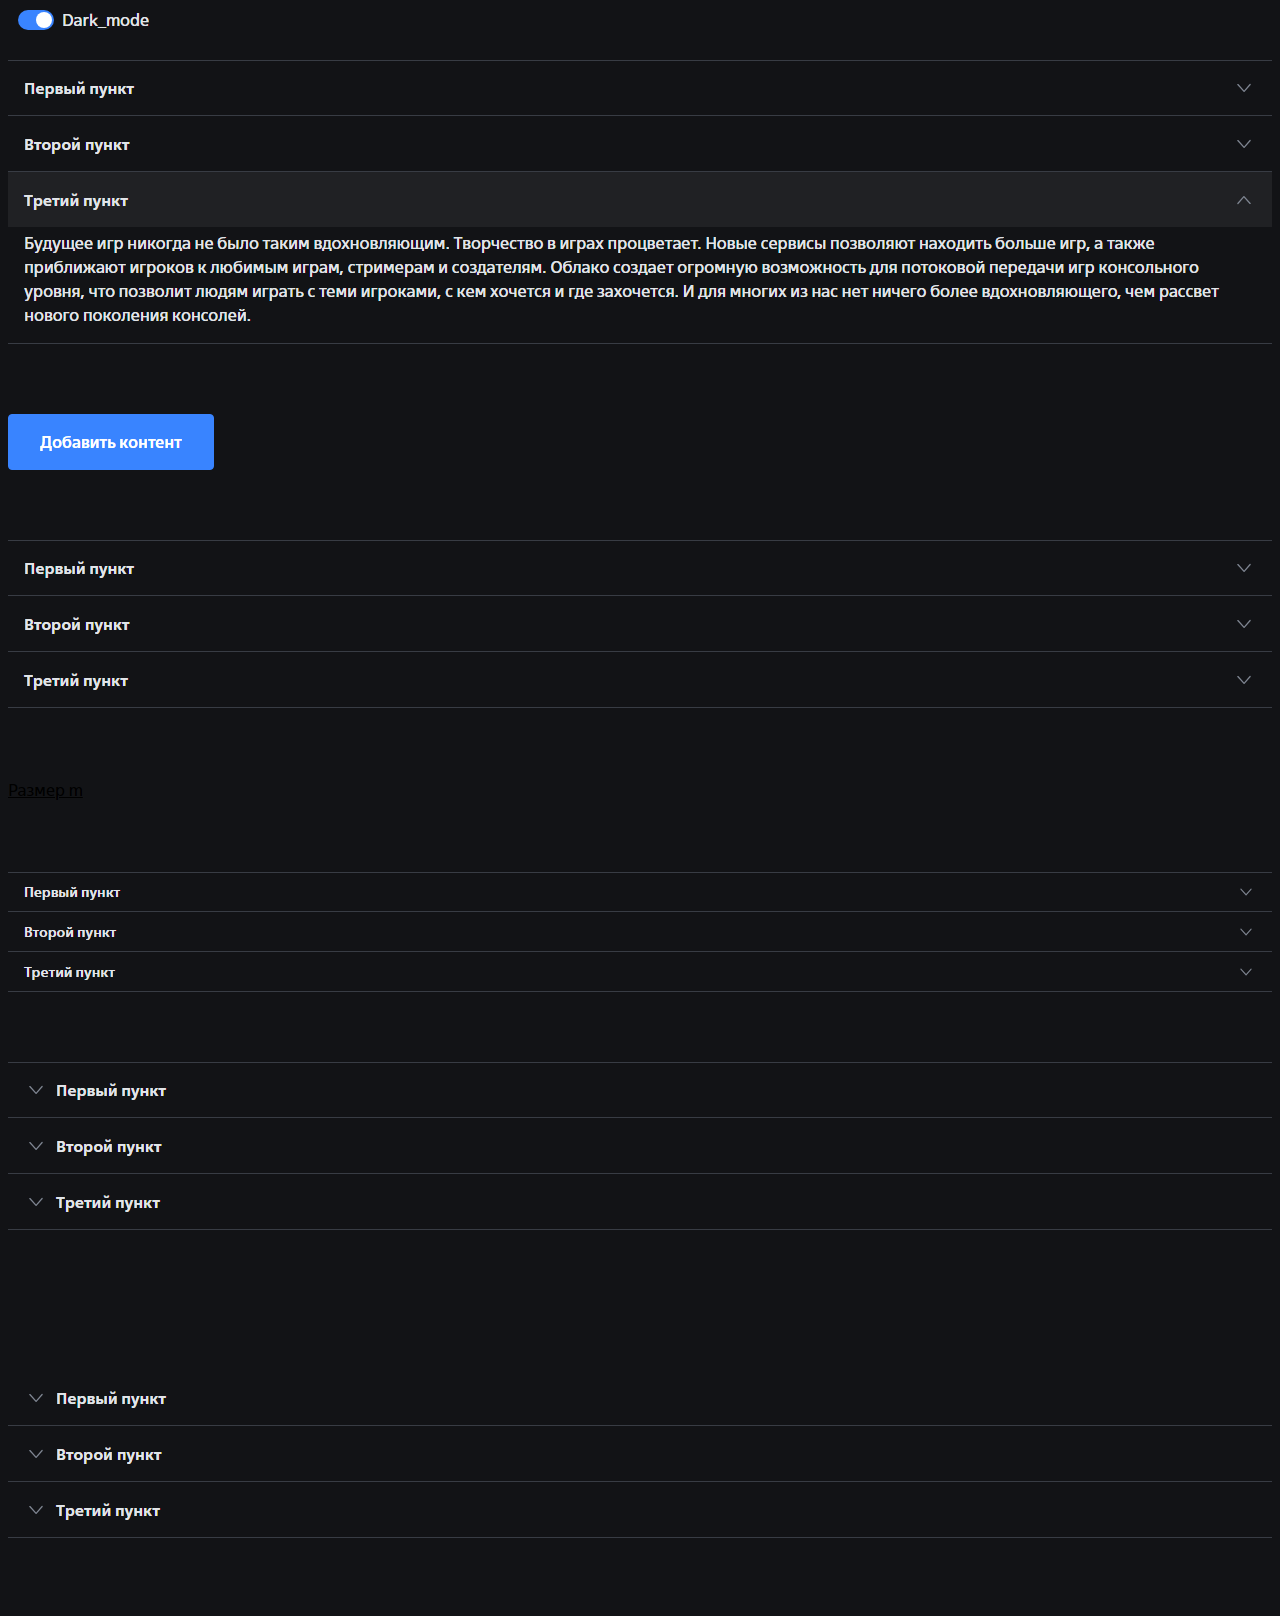 Dark_mode
Первый пункт
Второй пункт
Третий пункт
Будущее игр никогда не было таким вдохновляющим. Творчество в играх процветает. Новые сервисы позволяют находить больше игр, а также
приближают игроков к любимым играм, стримерам и создателям. Облако создает огромную возможность для потоковой передачи игр консольного
уровня, что позволит людям играть с теми игроками, с кем хочется и где захочется. И для многих из нас нет ничего более вдохновляющего, чем рассвет
нового поколения консолей.
Добавить контент
Первый пункт
Второй пункт
Третий пункт
Размер m
Первый пункт
Второй пункт
Третий пункт
Первый пункт
Второй пункт
Третий пункт
Первый пункт
Второй пункт
Третий пункт